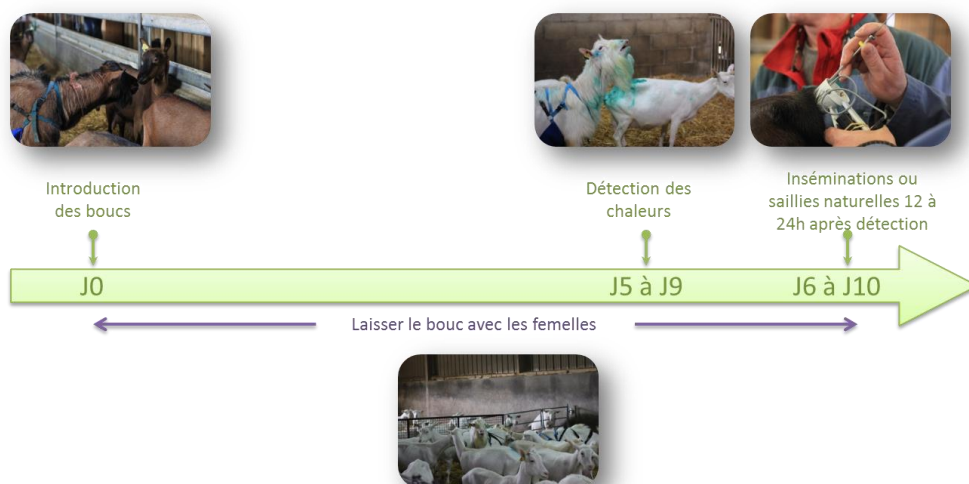 Introduction
des boucs
Détection des
chaleurs
Inséminations ou
saillies naturelles 12 à
24h après détection
J0
J5 à J9
J6 à J10
Laisser le bouc avec les femelles